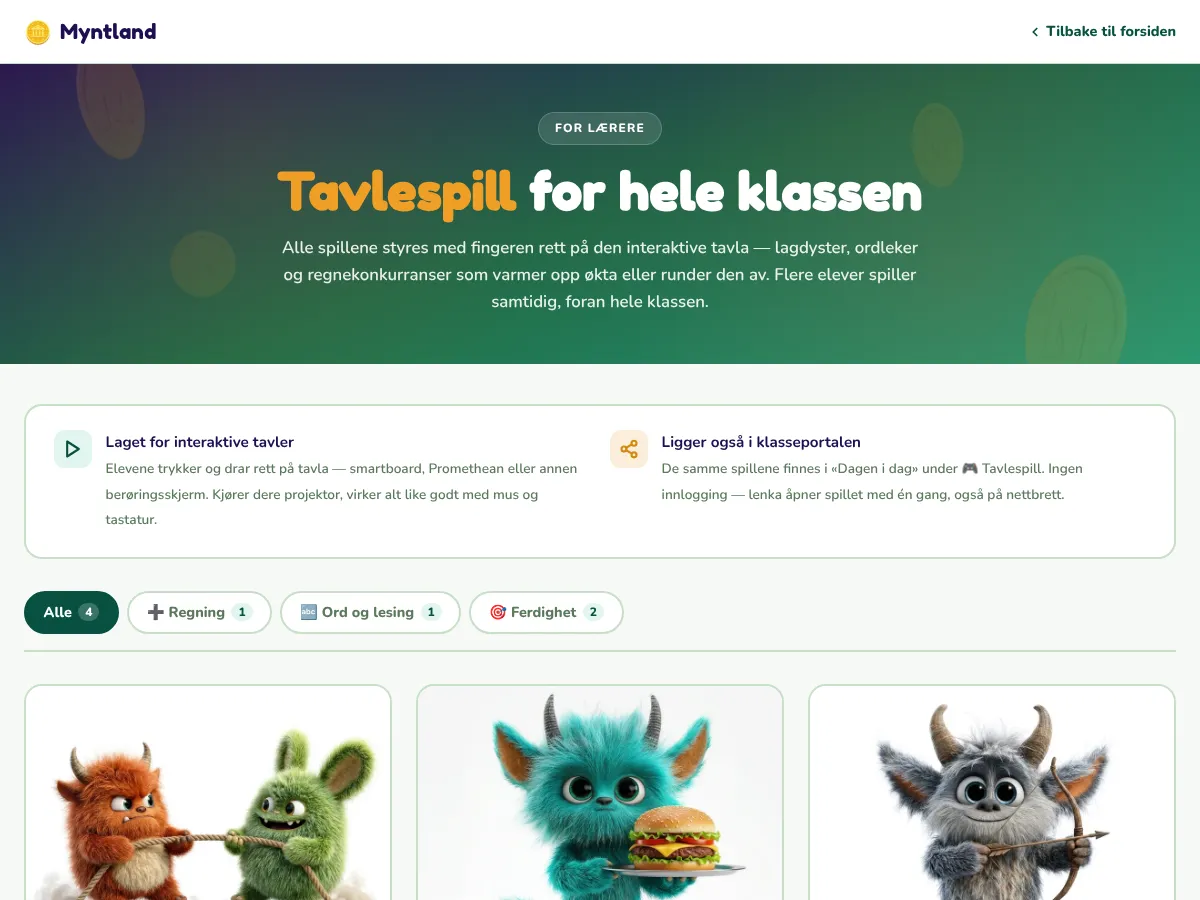 Myntland
Tilbake til forsiden
FOR LÆRERE
Tavlespill for hele klassen
Alle spillene styres med fingeren rett på den interaktive tavla — lagdyster, ordleker
og regnekonkurranser som varmer opp økta eller runder den av. Flere elever spiller
samtidig, foran hele klassen.
Laget for interaktive tavler
Elevene trykker og drar rett på tavla — smartboard, Promethean eller annen
berøringsskjerm. Kjører dere projektor, virker alt like godt med mus og
tastatur.
Ligger også i klasseportalen
De samme spillene finnes i «Dagen i dag» under 🎮 Tavlespill. Ingen
innlogging — lenka åpner spillet med én gang, også på nettbrett.
Alle 4
➕ Regning 1
🔤 Ord og lesing 1
🎯 Ferdighet 2